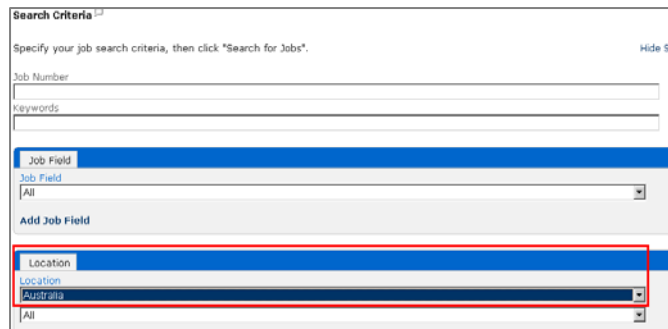 Search Criteria
Specify your job search criteria, then click "Search for Jobs".
Hide S
Job Number
Keywords
Job Field
Job Field
All
Add Job Field
Location
Location
Australia
All